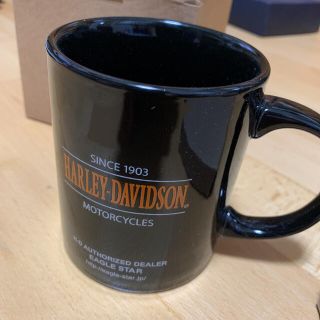 SINCE 1903
HARLEY-DAVIDSON
MOTORCYCLES
H-D AUTHORIZED DEALER
EAGLE STAR
http://eagle-star.jp/